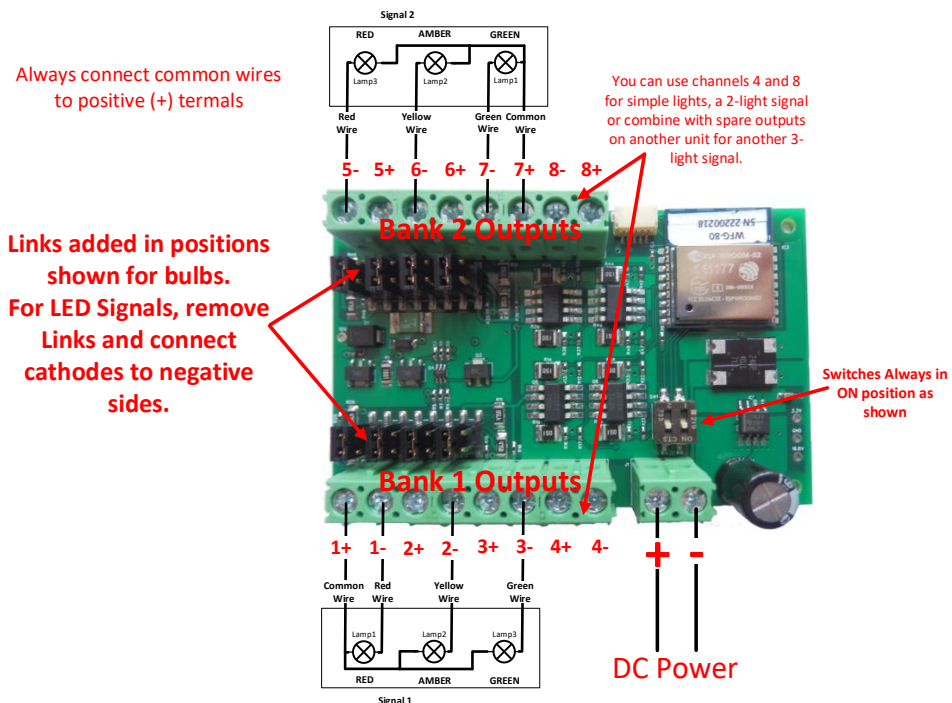 Signal 2
RED AMBER GREEN
Lamp3 Lamp2 Lamp1
Red Wire Yellow Wire Green Wire Common Wire
Always connect common wires
to positive (+) termals
You can use channels 4 and 8
for simple lights, a 2-light signal
or combine with spare outputs
on another unit for another 3-
light signal.
5- 5+ 6- 6+ 7- 7+ 8- 8+
Bank 2 Outputs
WFG-80
SN 22200218
Links added in positions
shown for bulbs.
For LED Signals, remove
Links and connect
cathodes to negative
sides.
Switches Always in
ON position as
shown
ON CTS
Bank 1 Outputs
1+ 1- 2+ 2- 3+ 3- 4+ 4-
+ -
Common Wire Red Wire Yellow Wire Green Wire
Lamp1 Lamp2 Lamp3
RED AMBER GREEN
Signal 1
DC Power